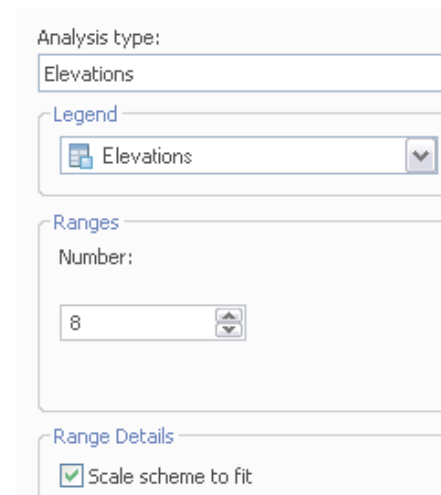 Analysis type:
Elevations
Legend
Elevations
Ranges
Number:
8
Range Details
Scale scheme to fit